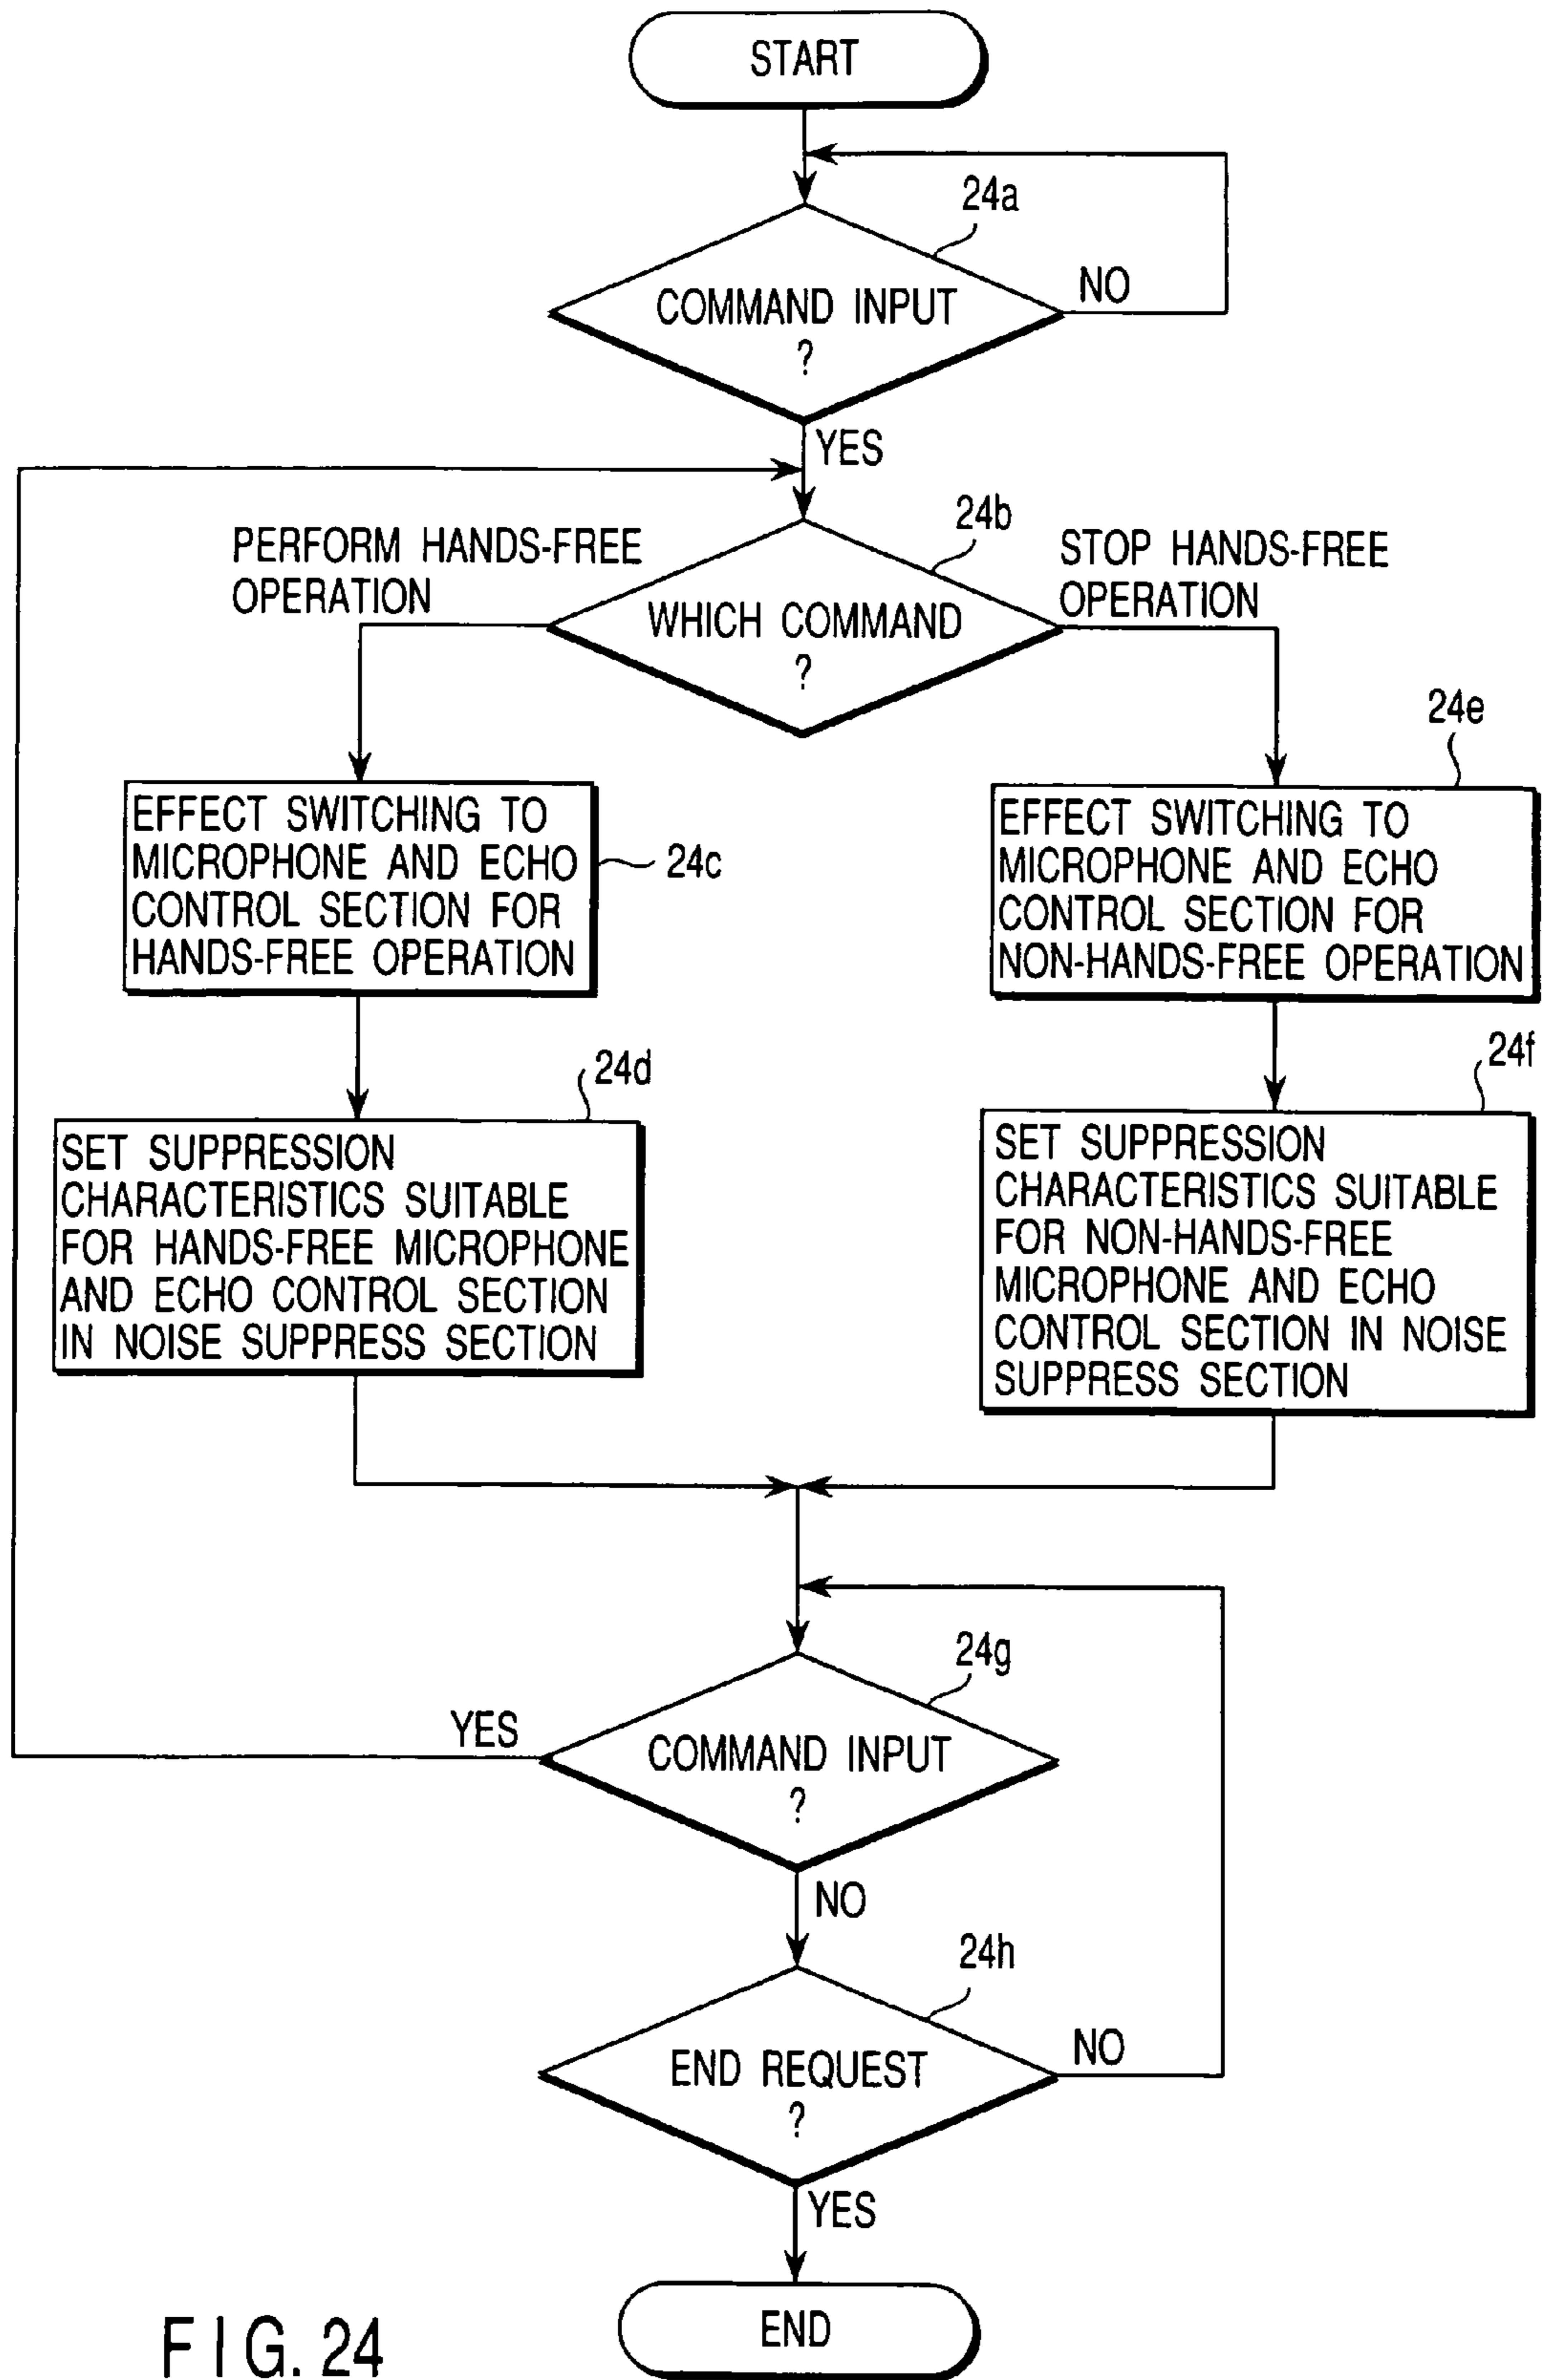 START
24a
COMMAND INPUT
?
NO
YES
24b
PERFORM HANDS-FREE
OPERATION
STOP HANDS-FREE
OPERATION
WHICH COMMAND
?
24e
EFFECT SWITCHING TO
MICROPHONE AND ECHO
CONTROL SECTION FOR
HANDS-FREE OPERATION
24c
EFFECT SWITCHING TO
MICROPHONE AND ECHO
CONTROL SECTION FOR
NON-HANDS-FREE OPERATION
24d
24f
SET SUPPRESSION
CHARACTERISTICS SUITABLE
FOR HANDS-FREE MICROPHONE
AND ECHO CONTROL SECTION
IN NOISE SUPPRESS SECTION
SET SUPPRESSION
CHARACTERISTICS SUITABLE
FOR NON-HANDS-FREE
MICROPHONE AND ECHO
CONTROL SECTION IN NOISE
SUPPRESS SECTION
24g
YES
COMMAND INPUT
?
NO
24h
END REQUEST
?
NO
YES
END
FIG. 24